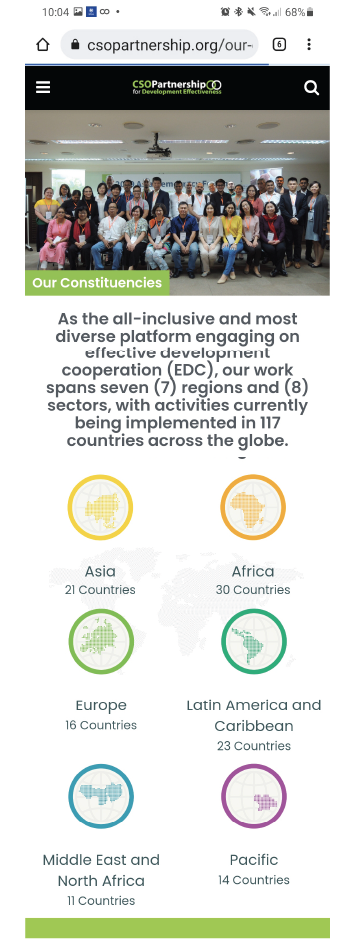 10:04
68%
csopartnership.org/our-
6
CSOPartnership
for Development Effectiveness
Our Constituencies
As the all-inclusive and most
diverse platform engaging on
effective development
cooperation (EDC), our work
spans seven (7) regions and (8)
sectors, with activities currently
being implemented in 117
countries across the globe.
Asia
21 Countries
Africa
30 Countries
Europe
16 Countries
Latin America and
Caribbean
23 Countries
Middle East and
North Africa
11 Countries
Pacific
14 Countries